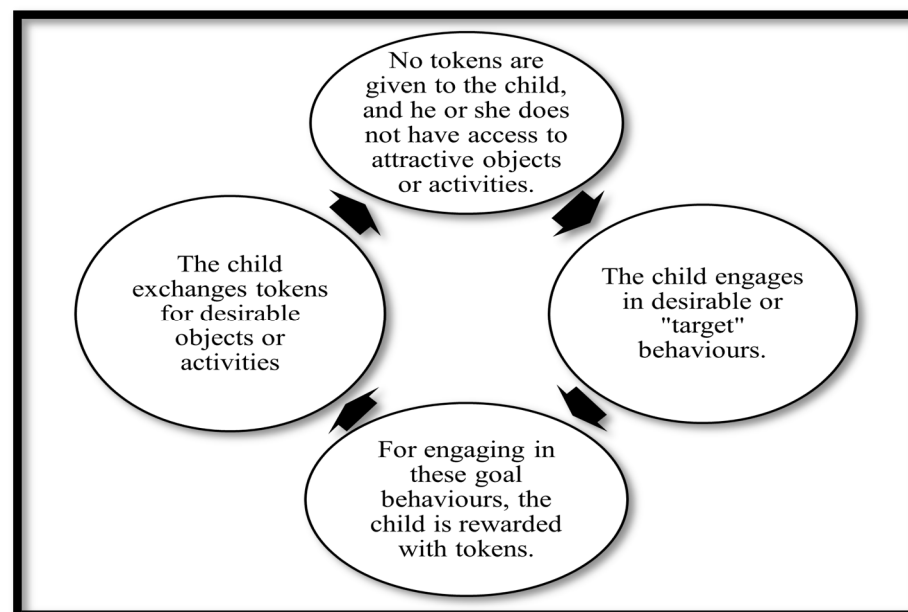 No tokens are
given to the child,
and he or she does
not have access to
attractive objects
or activities.
The child engages
in desirable or
"target"
behaviours.
For engaging in
these goal
behaviours, the
child is rewarded
with tokens.
The child
exchanges tokens
for desirable
objects or
activities